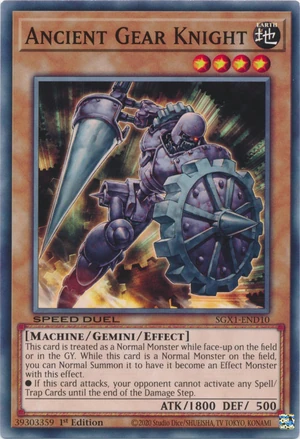 ANCIENT GEAR KNIGHT
EARTH
地
SPEED DUEL
SGX1-END10
[MACHINE/GEMINI/EFFECT]
This card is treated as a Normal Monster while face-up on the field
or in the GY. While this card is a Normal Monster on the field,
you can Normal Summon it to have it become an Effect Monster
with this effect.
● If this card attacks, your opponent cannot activate any Spell/
Trap Cards until the end of the Damage Step.
ATK/1800 DEF/ 500
39303359 1st Edition ©2020 Studio Dice/SHUEISHA, TV TOKYO, KONAMI